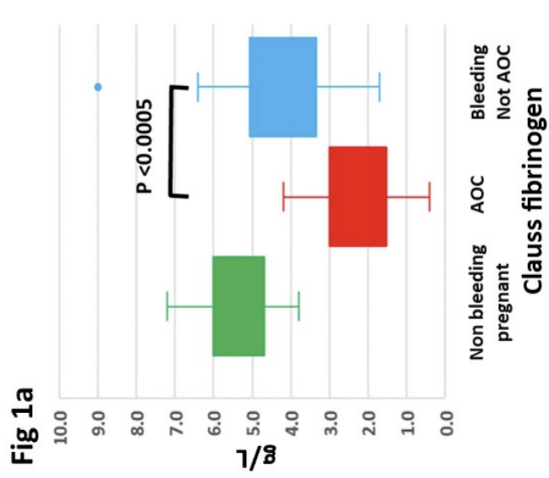 Fig 1a
g/L
10.0
9.0
8.0
7.0
6.0
5.0
4.0
3.0
2.0
1.0
0.0
P <0.0005
Non bleeding
pregnant
AOC
Bleeding
Not AOC
Clauss fibrinogen